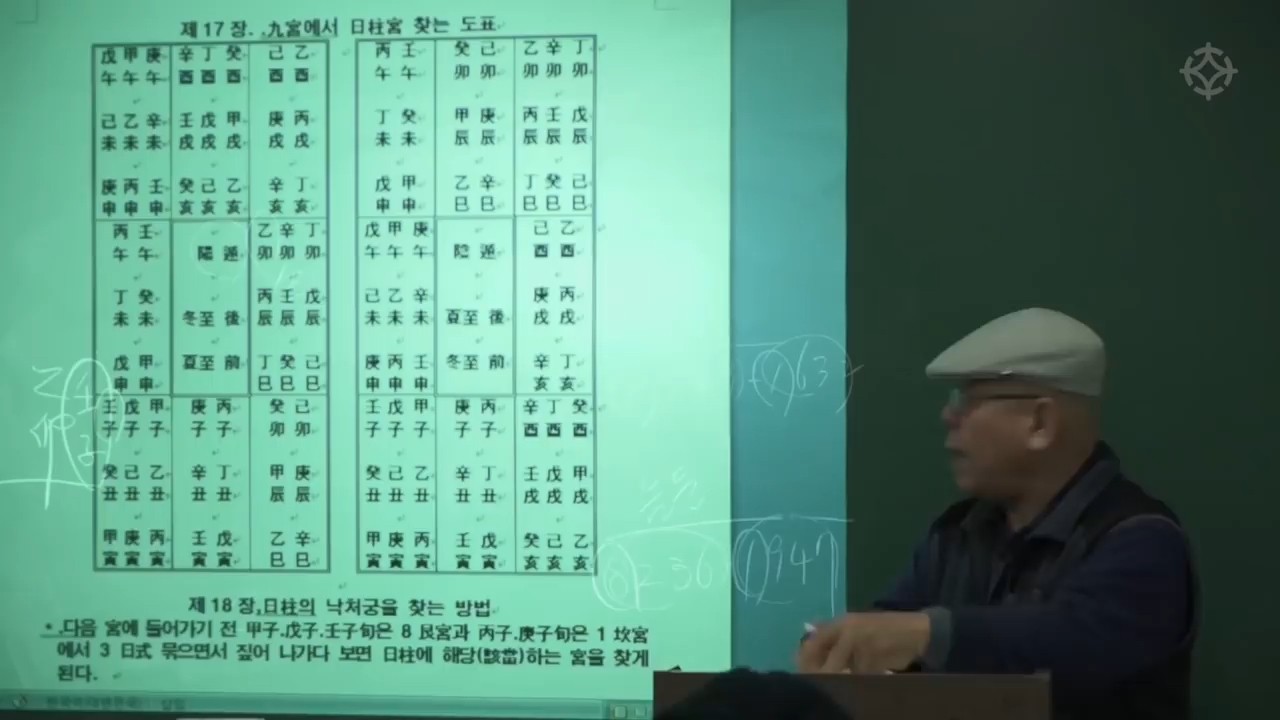 제 17 장. .九宮에서 日柱宮 찾는 도표
戊 甲 庚 辛 丁 癸 己 乙
午 午 午 酉 酉 酉 酉 酉
己 乙 辛 壬 戊 甲 庚 丙
未 未 未 戌 戌 戌 戌 戌
庚 丙 壬 癸 己 乙 辛 丁
申 申 申 亥 亥 亥 亥 亥
丙 壬 乙 辛 丁
午 午 陽 遁 卯 卯 卯
丁 癸 丙 壬 戊
未 未 冬至 後 辰 辰 辰
戊 甲 夏至 前 丁 癸 己
申 申 巳 巳 巳
壬 戊 甲 庚 丙 癸 己
子 子 子 子 子 卯 卯
癸 己 乙 辛 丁 甲 庚
丑 丑 丑 丑 丑 辰 辰
甲 庚 丙 壬 戊 乙 辛
寅 寅 寅 寅 寅 巳 巳
丙 壬 癸 己 乙 辛 丁
午 午 卯 卯 卯 卯 卯
丁 癸 甲 庚 丙 壬 戊
未 未 辰 辰 辰 辰 辰
戊 甲 乙 辛 丁 癸 己
申 申 巳 巳 巳 巳 巳
戊 甲 庚 己 乙
午 午 午 陰 遁 酉 酉
己 乙 辛 庚 丙
未 未 未 夏至 後 戌 戌
庚 丙 壬 冬至 前 辛 丁
申 申 申 亥 亥
壬 戊 甲 庚 丙 辛 丁 癸
子 子 子 子 子 酉 酉 酉
癸 己 乙 辛 丁 壬 戊 甲
丑 丑 丑 丑 丑 戌 戌 戌
甲 庚 丙 壬 戊 癸 己 乙
寅 寅 寅 寅 寅 亥 亥 亥
제 18 장.日柱의 낙처궁을 찾는 방법
* .다음 宮에 들어가기 전 甲子.戊子.壬子旬은 8 艮宮과 丙子.庚子旬은 1 坎宮
에서 3 日式 묶으면서 짚어 나가다 보면 日柱에 해당(該當)하는 宮을 찾게
된다.
乙 壬
卯 子
1 63
8 236 1 947